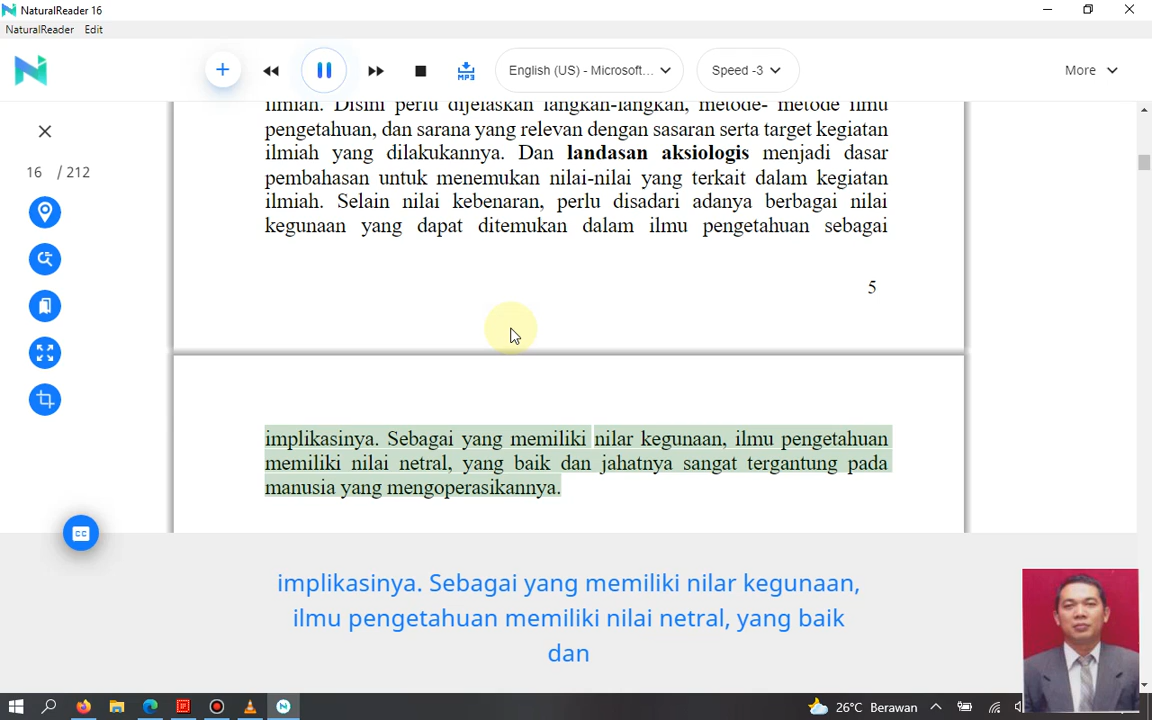 NaturalReader 16
NaturalReader Edit
MP3
English (US) - Microsoft...
Speed -3
More
16 / 212
ilmiah. Disini perlu dijelaskan langkah-langkah, metode- metode ilmu
pengetahuan, dan sarana yang relevan dengan sasaran serta target kegiatan
ilmiah yang dilakukannya. Dan landasan aksiologis menjadi dasar
pembahasan untuk menemukan nilai-nilai yang terkait dalam kegiatan
ilmiah. Selain nilai kebenaran, perlu disadari adanya berbagai nilai
kegunaan yang dapat ditemukan dalam ilmu pengetahuan sebagai
5
implikasinya. Sebagai yang memiliki nilar kegunaan, ilmu pengetahuan
memiliki nilai netral, yang baik dan jahatnya sangat tergantung pada
manusia yang mengoperasikannya.
CC
implikasinya. Sebagai yang memiliki nilar kegunaan,
ilmu pengetahuan memiliki nilai netral, yang baik
dan
26°C Berawan